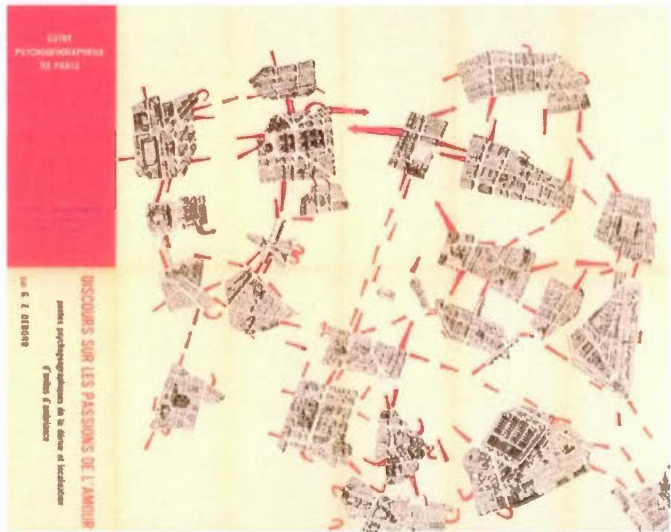 GUIDE
PSYCHOGEOGRAPHIQUE
DE PARIS
DISCOURS SUR LES PASSIONS DE L'AMOUR
pentes psychogeographiques de la dérive et localisation
d'unités d'ambiance
par G. E. DEBORD